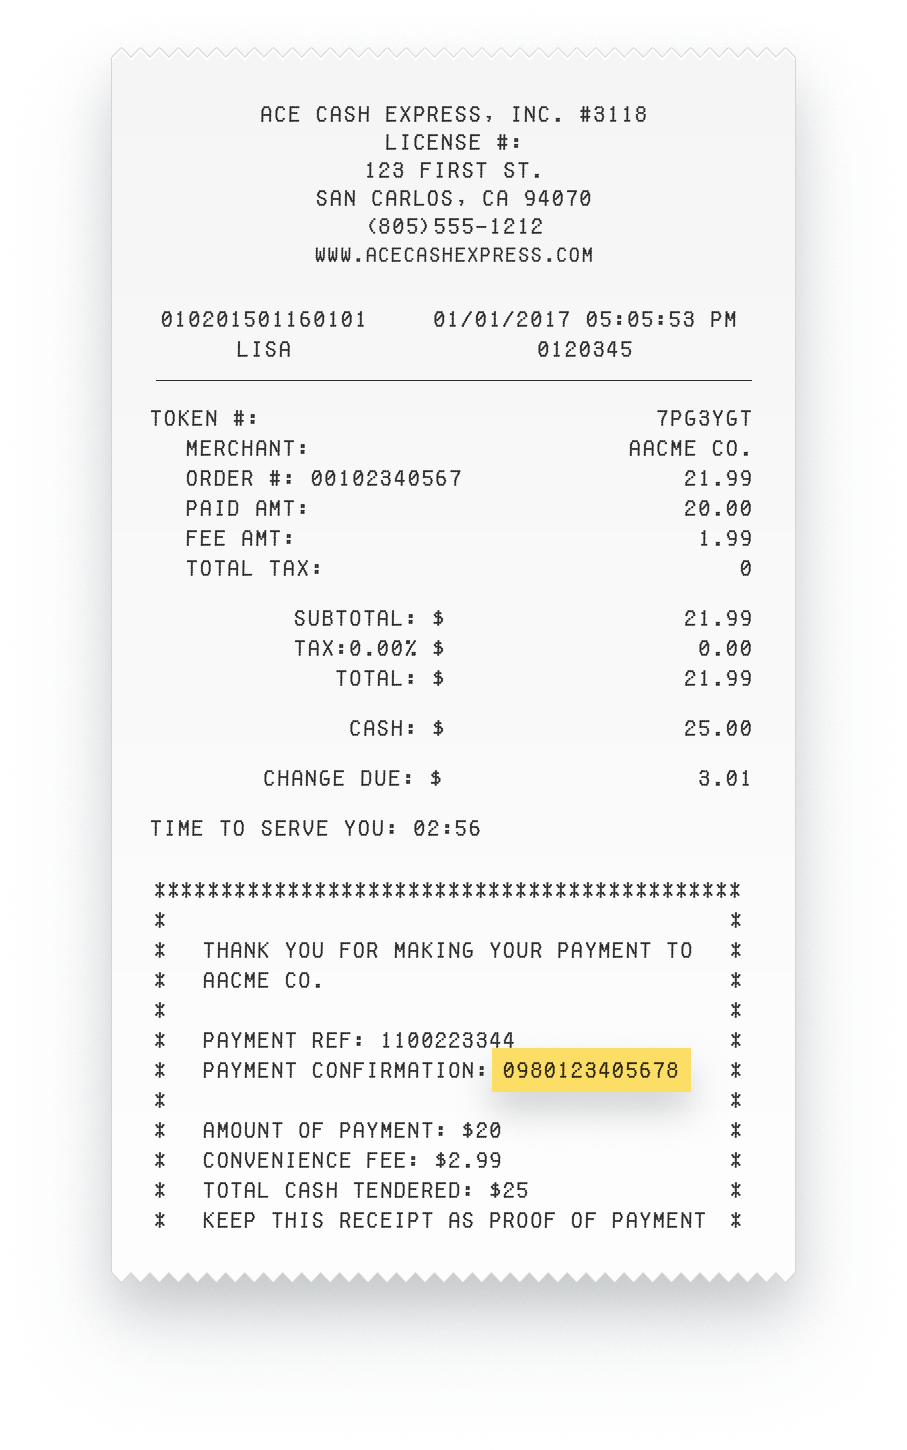 ACE CASH EXPRESS, INC. #3118
LICENSE #:
123 FIRST ST.
SAN CARLOS, CA 94070
(805)555-1212
WWW.ACECASHEXPRESS.COM
010201501160101 01/01/2017 05:05:53 PM
LISA 0120345
TOKEN #: 7PG3YGT
MERCHANT: AACME CO.
ORDER #: 00102340567 21.99
PAID AMT: 20.00
FEE AMT: 1.99
TOTAL TAX: 0
SUBTOTAL: $ 21.99
TAX:0.00% $ 0.00
TOTAL: $ 21.99
CASH: $ 25.00
CHANGE DUE: $ 3.01
TIME TO SERVE YOU: 02:56
********************************************
* *
* THANK YOU FOR MAKING YOUR PAYMENT TO *
* AACME CO. *
* *
* PAYMENT REF: 1100223344 *
* PAYMENT CONFIRMATION: 0980123405678 *
* *
* AMOUNT OF PAYMENT: $20 *
* CONVENIENCE FEE: $2.99 *
* TOTAL CASH TENDERED: $25 *
* KEEP THIS RECEIPT AS PROOF OF PAYMENT *